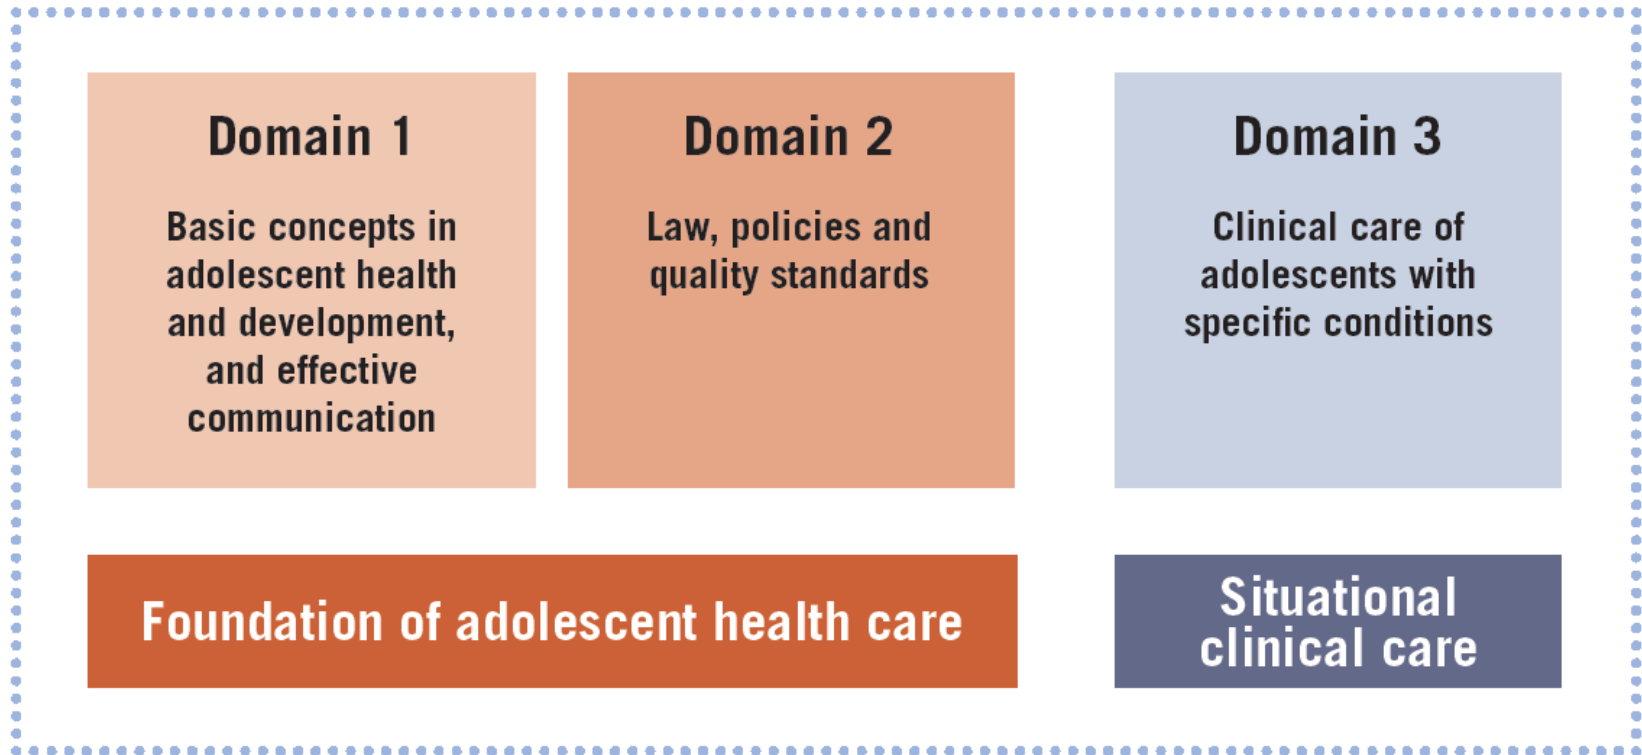 Domain 1
Basic concepts in
adolescent health
and development,
and effective
communication
Domain 2
Law, policies and
quality standards
Domain 3
Clinical care of
adolescents with
specific conditions
Foundation of adolescent health care
Situational
clinical care